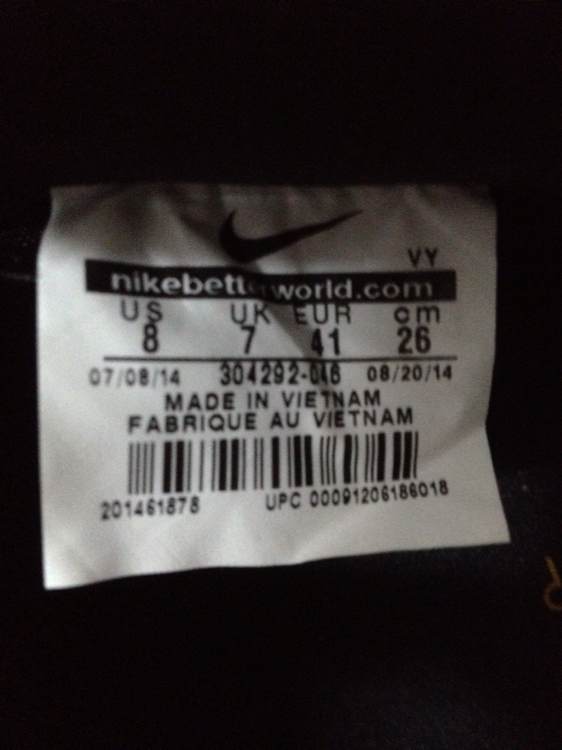 VY
nikebetterworld.com
US UK EUR cm
8 7 41 26
07/08/14 304292-046 08/20/14
MADE IN VIETNAM
FABRIQUE AU VIETNAM
201461878 UPC 00091206186018